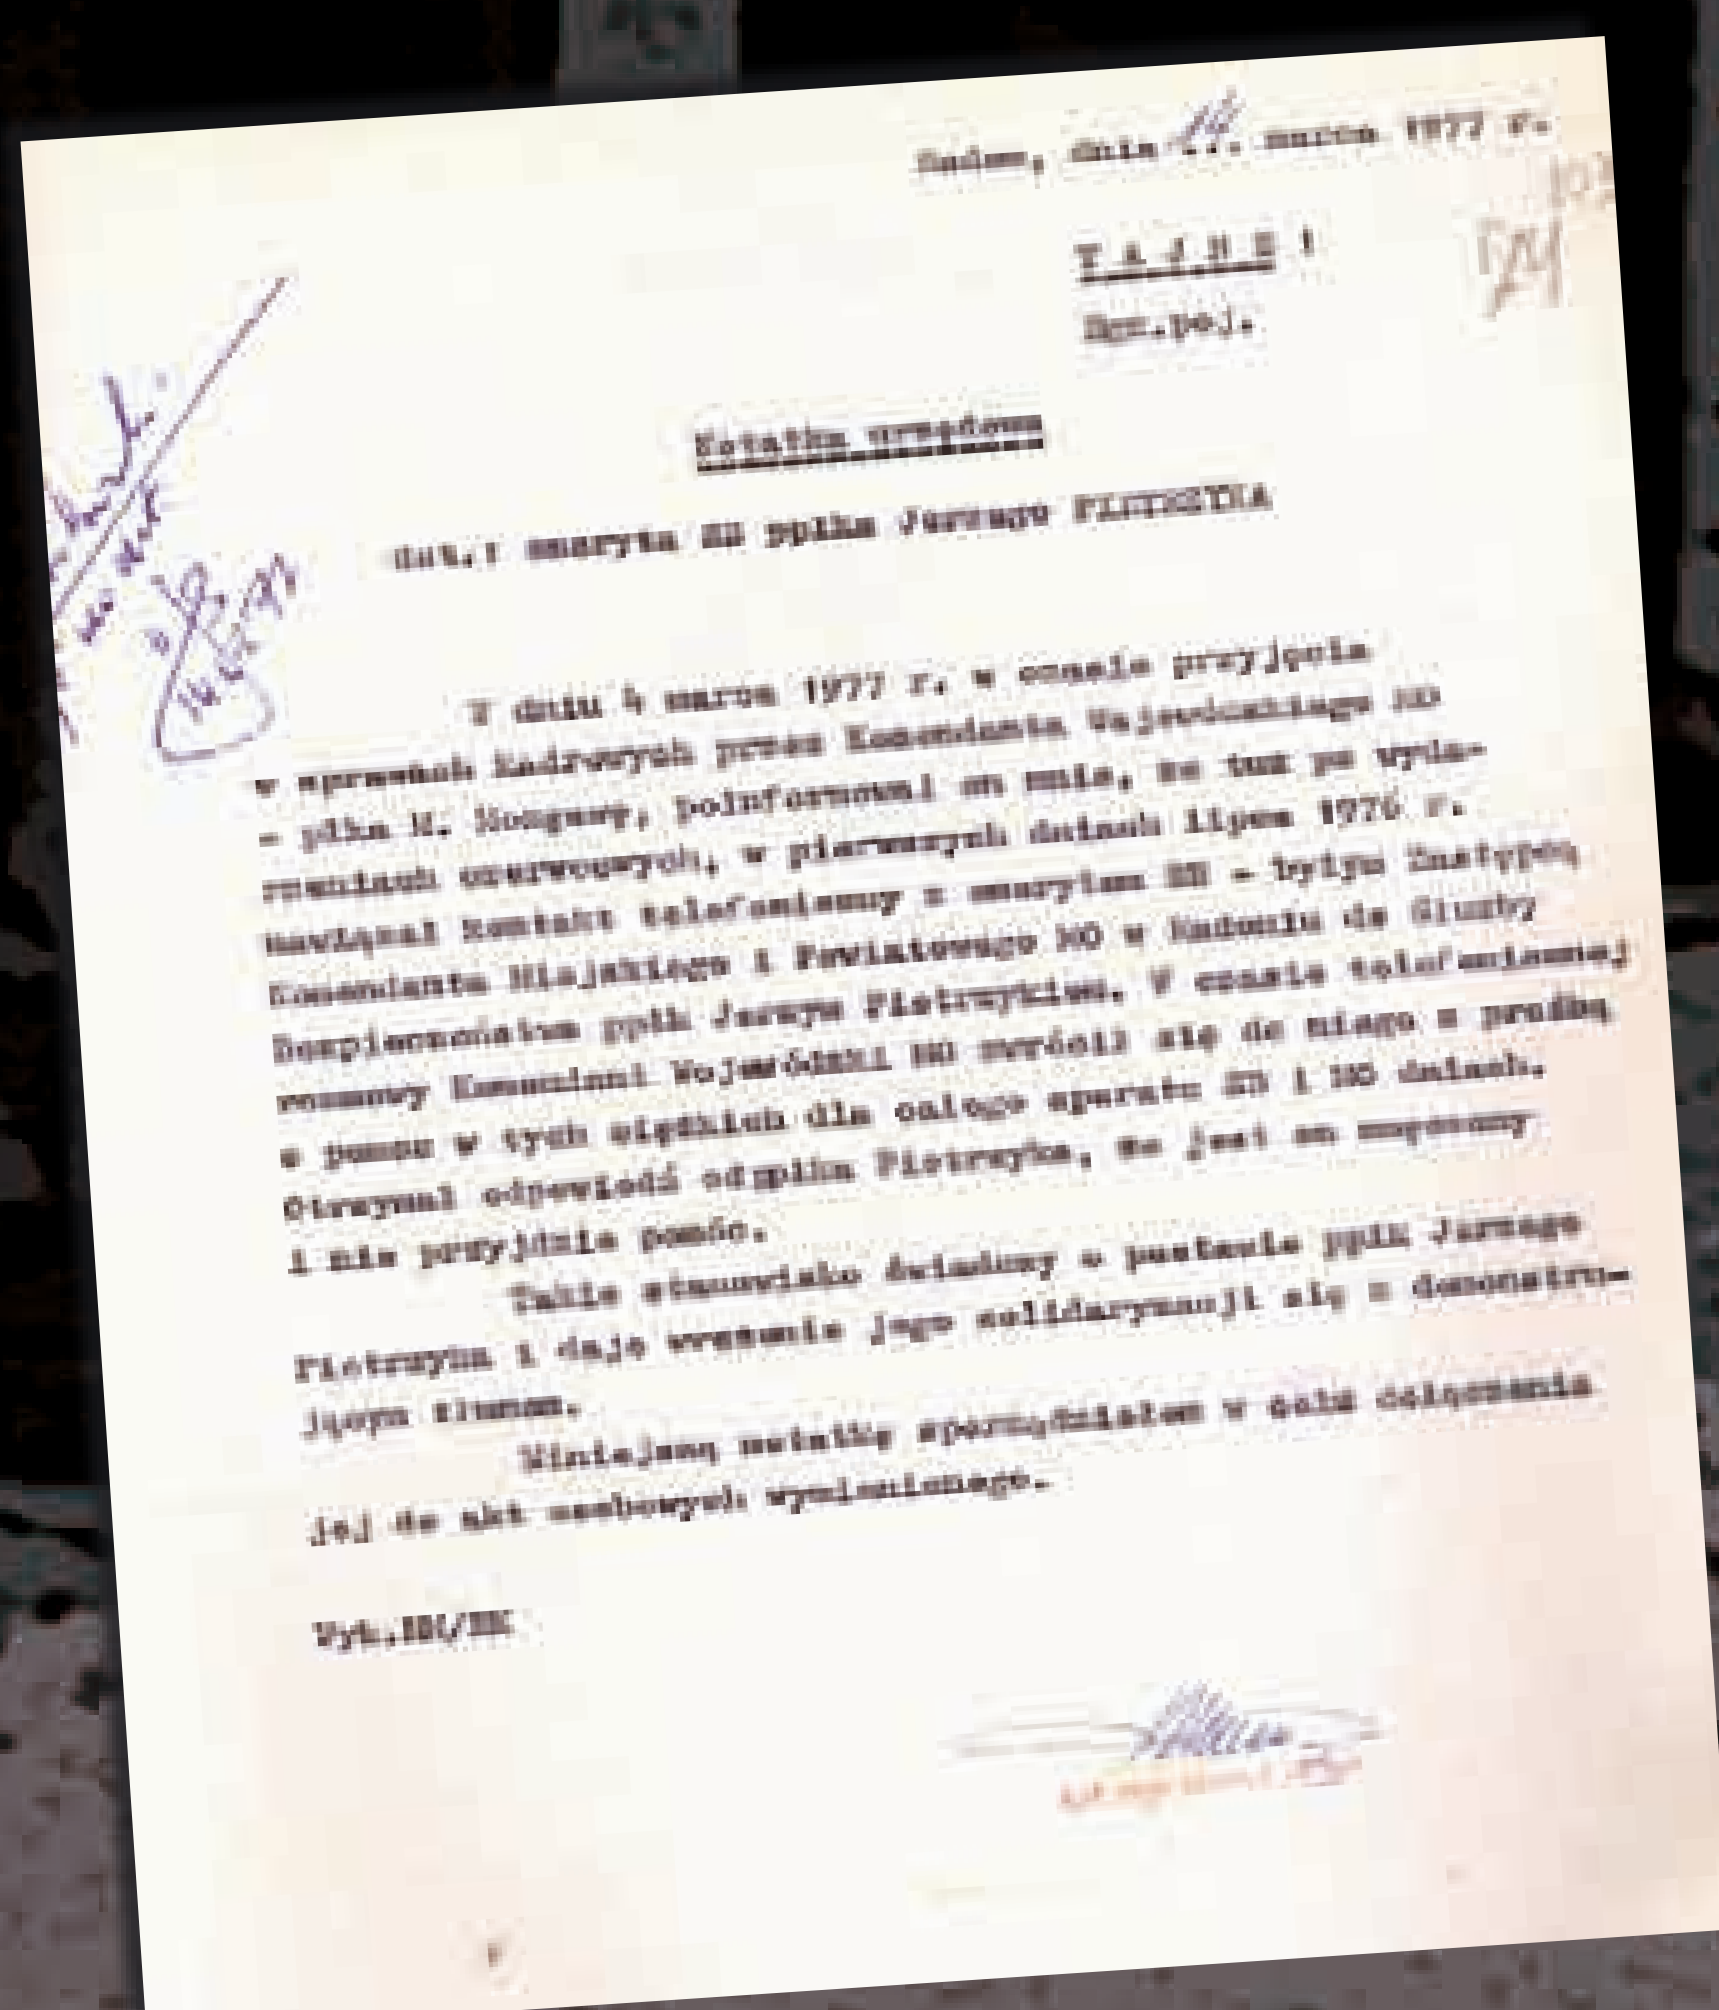 Radom, dnia 14. marca 1977 r.
T A J N E !
Egz.poj.
Notatka urzędowa
dot.: emeryta SB ppłka Jerzego PIETRZYKA
W dniu 4 marca 1977 r. w czasie przyjęcia
w sprawach kadrowych przez Komendanta Wojewódzkiego MO
- płka M. Mozgawy, poinformował on mnie, że tuż po wyda-
rzeniach czerwcowych, w pierwszych dniach lipca 1976 r.
nawiązał kontakt telefoniczny z emerytem SB - byłym Zastępcą
Komendanta Miejskiego i Powiatowego MO w Radomiu do Służby
Bezpieczeństwa ppłk Jerzym Pietrzykiem. W czasie telefonicznej
rozmowy Komendant Wojewódzki MO zwrócił się do niego z prośbą
o pomoc w tych ciężkich dla całego aparatu SB i MO dniach.
Otrzymał odpowiedź od ppłka Pietrzyka, że jest on zmęczony
i nie przyjdzie pomóc.
Takie stanowisko świadczy o postawie ppłk Jerzego
Pietrzyka i daje wrażenie jego solidaryzacji się z demonstru-
jącym tłumem.
Niniejszą notatkę sporządziłem w celu dołączenia
jej do akt osobowych wymienionego.